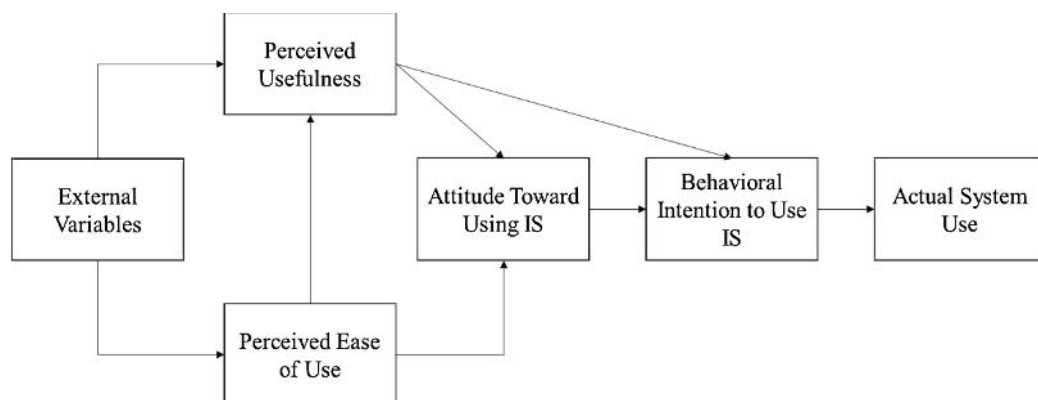 Perceived
Usefulness
External
Variables
Attitude Toward
Using IS
Behavioral
Intention to Use
IS
Actual System
Use
Perceived Ease
of Use